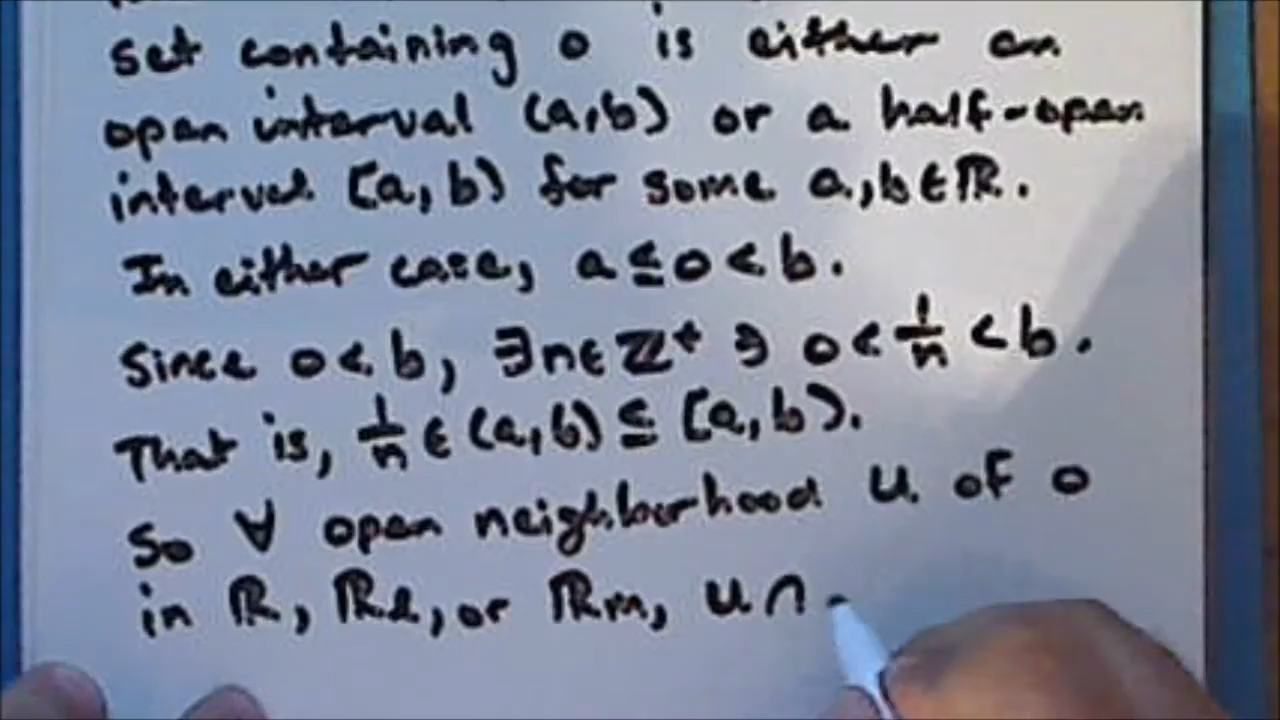 set containing 0 is either an
open interval (a,b) or a half-open
interval [a,b) for some a,b∈ℝ.
In either case, a≤0<b.
Since 0<b, ∃n∈ℤ⁺ ∋ 0<1/n<b.
That is, 1/n∈(a,b)⊆[a,b).
So ∀ open neighborhood U of 0
in ℝ, ℝℓ, or ℝm, U∩